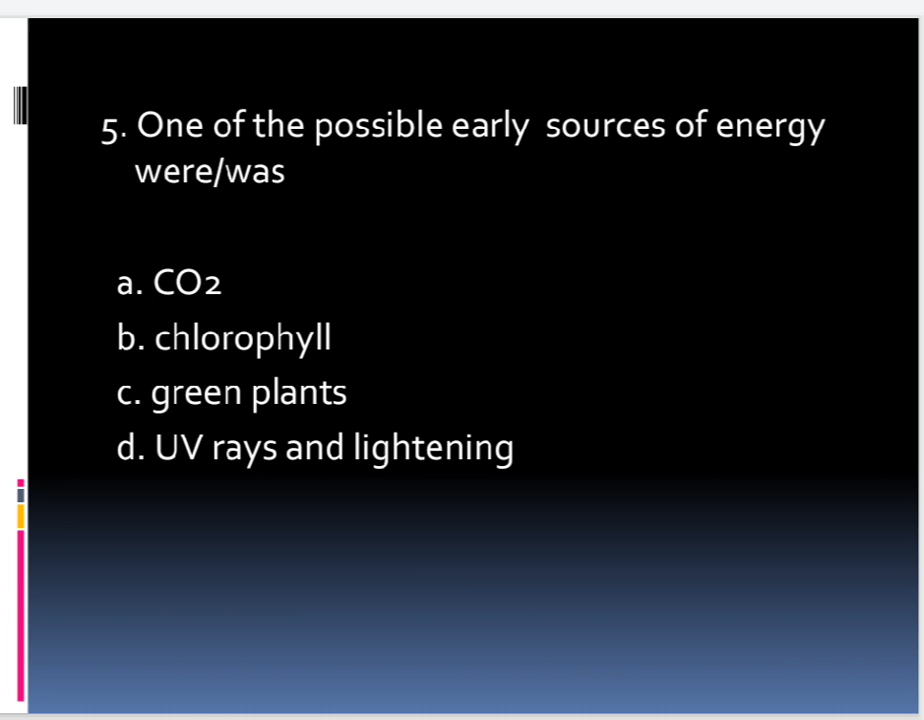 5. One of the possible early sources of energy
were/was
a. CO2
b. chlorophyll
c. green plants
d. UV rays and lightening